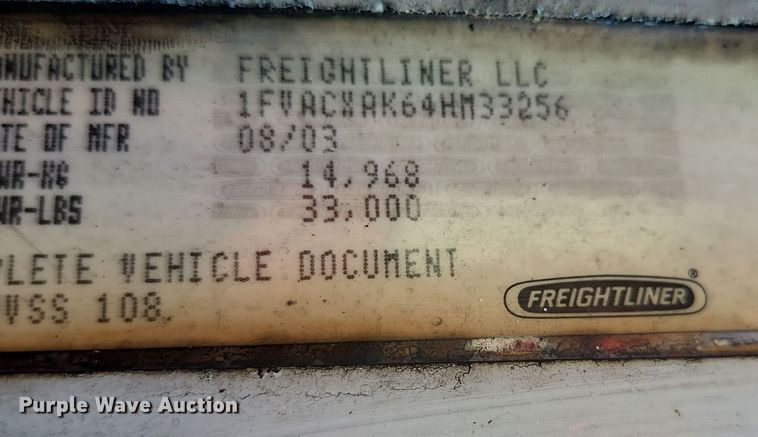 ANUFACTURED BY FREIGHTLINER LLC
HICLE ID NO 1FVACXAK64HM33256
TE OF MFR 08/03
WR-KG 14,968
WR-LBS 33,000
PLETE VEHICLE DOCUMENT
VSS 108.
FREIGHTLINER®
Purple Wave Auction